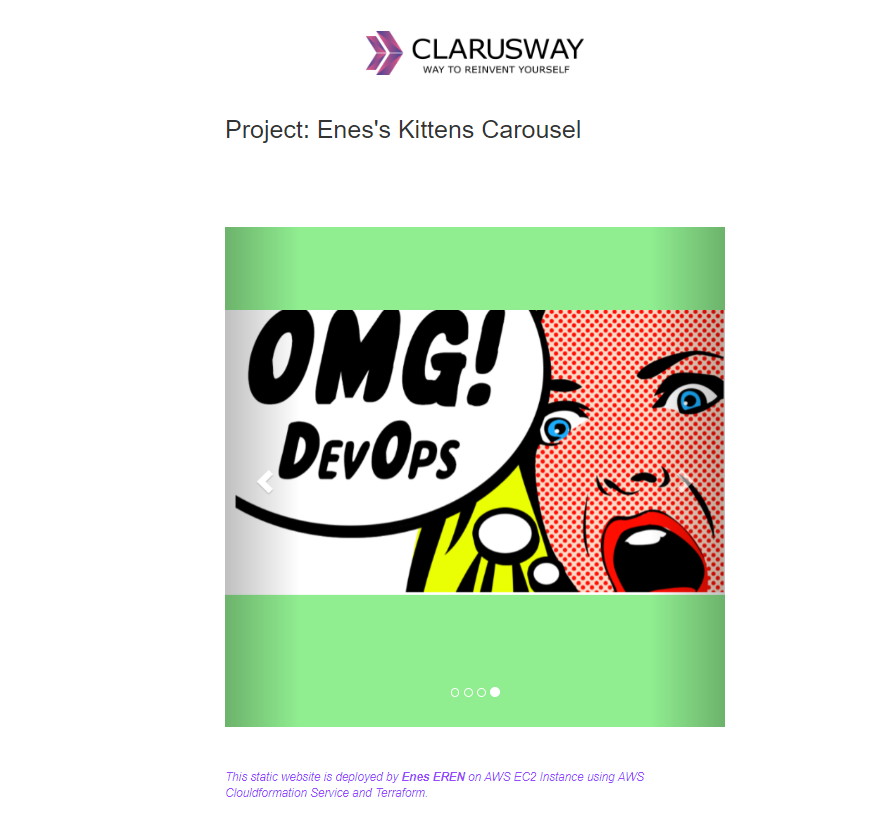 CLARUSWAY
WAY TO REINVENT YOURSELF
Project: Enes's Kittens Carousel
OMG!
DEVOPS
This static website is deployed by Enes EREN on AWS EC2 Instance using AWS
Clouldformation Service and Terraform.